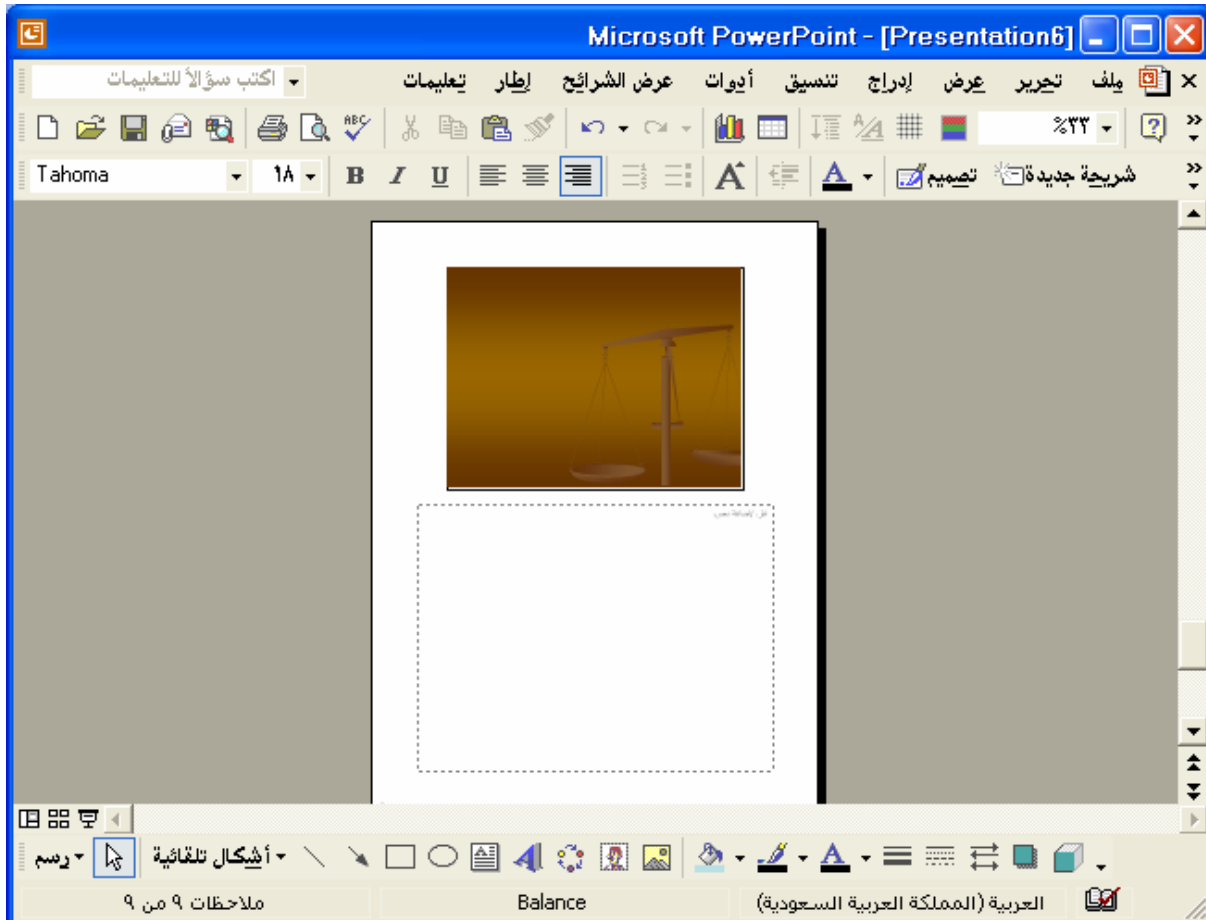 Microsoft PowerPoint - [Presentation6]
ملف تحرير عرض إدراج تنسيق أدوات عرض الشرائح إطار تعليمات اكتب سؤالاً للتعليمات
ABC %٣٣
Tahoma ١٨ B I U A A تصميم شريحة جديدة
رسم أشكال تلقائية A A
ملاحظات ٩ من ٩ Balance العربية (المملكة العربية السعودية)